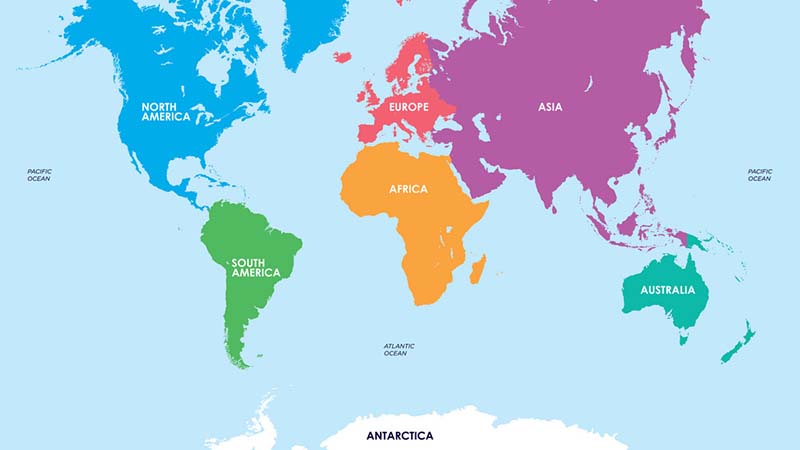 NORTH
AMERICA
EUROPE
ASIA
PACIFIC
OCEAN
PACIFIC
OCEAN
AFRICA
SOUTH
AMERICA
AUSTRALIA
ATLANTIC
OCEAN
ANTARCTICA